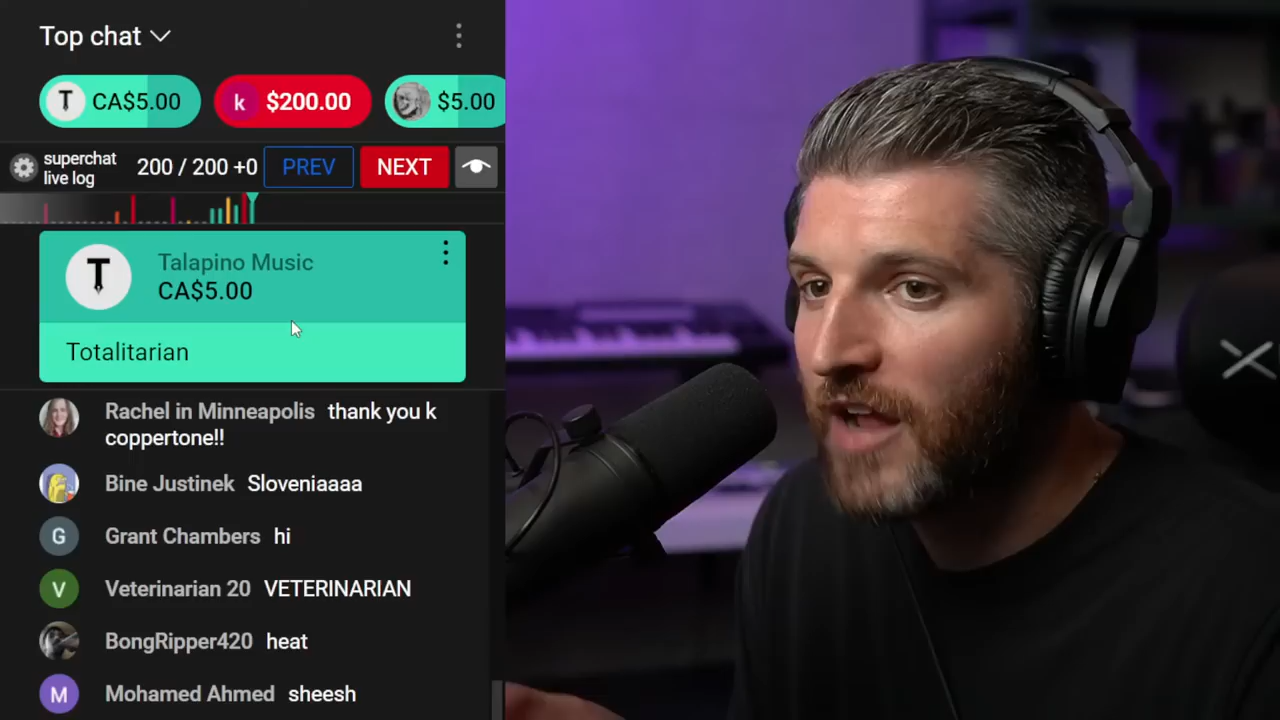 Top chat
T CA$5.00 k $200.00 $5.00
superchat
live log
200 / 200 +0 PREV NEXT
T Talapino Music
CA$5.00
Totalitarian
Rachel in Minneapolis thank you k
coppertone!!
Bine Justinek Sloveniaaaa
G Grant Chambers hi
V Veterinarian 20 VETERINARIAN
BongRipper420 heat
M Mohamed Ahmed sheesh